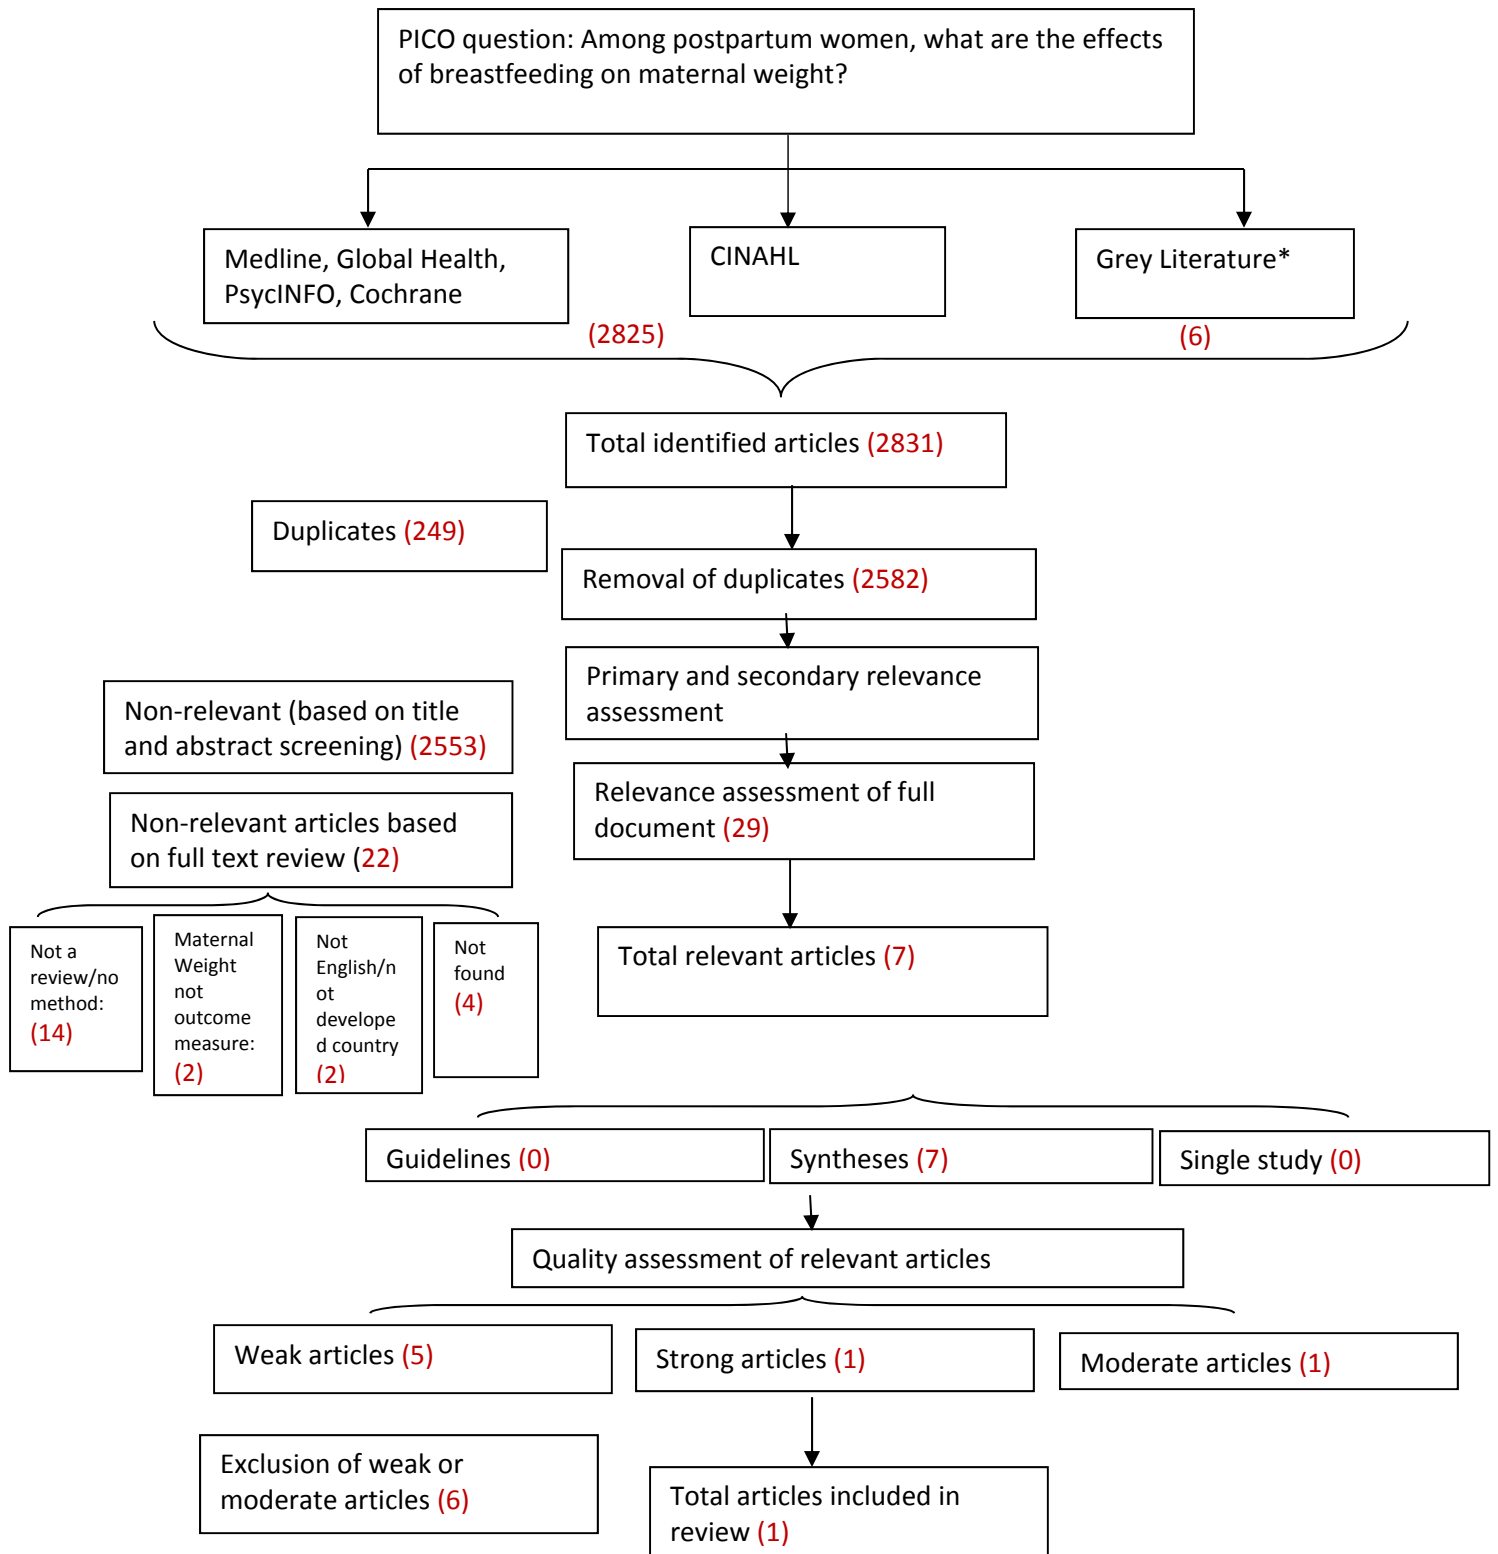 PICO question: Among postpartum women, what are the effects
of breastfeeding on maternal weight?
Medline, Global Health,
PsycINFO, Cochrane
CINAHL
Grey Literature*
(2825)
(6)
Total identified articles (2831)
Duplicates (249)
Removal of duplicates (2582)
Primary and secondary relevance
assessment
Non-relevant (based on title
and abstract screening) (2553)
Relevance assessment of full
document (29)
Non-relevant articles based
on full text review (22)
Not a
review/no
method:
(14)
Maternal
Weight
not
outcome
measure:
(2)
Not
English/n
ot
develope
d country
(2)
Not
found
(4)
Total relevant articles (7)
Guidelines (0)
Syntheses (7)
Single study (0)
Quality assessment of relevant articles
Weak articles (5)
Strong articles (1)
Moderate articles (1)
Exclusion of weak or
moderate articles (6)
Total articles included in
review (1)